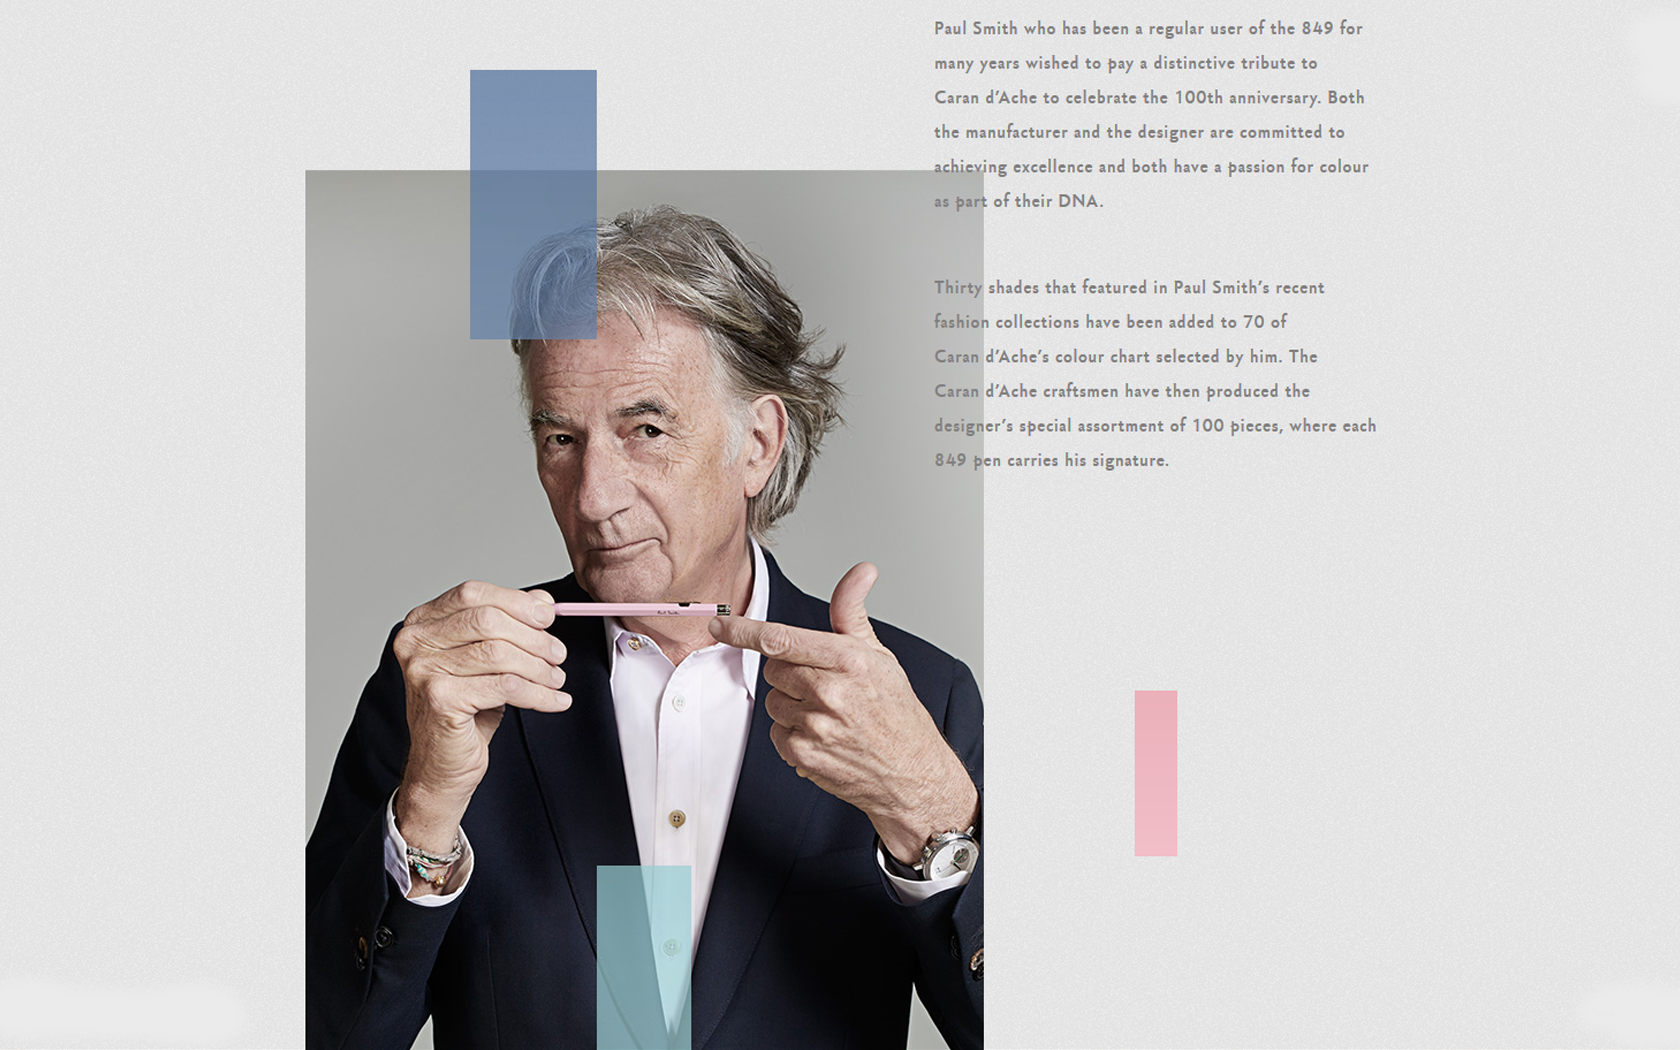 Paul Smith who has been a regular user of the 849 for
many years wished to pay a distinctive tribute to
Caran d’Ache to celebrate the 100th anniversary. Both
the manufacturer and the designer are committed to
achieving excellence and both have a passion for colour
as part of their DNA.
Thirty shades that featured in Paul Smith’s recent
fashion collections have been added to 70 of
Caran d’Ache’s colour chart selected by him. The
Caran d’Ache craftsmen have then produced the
designer’s special assortment of 100 pieces, where each
849 pen carries his signature.